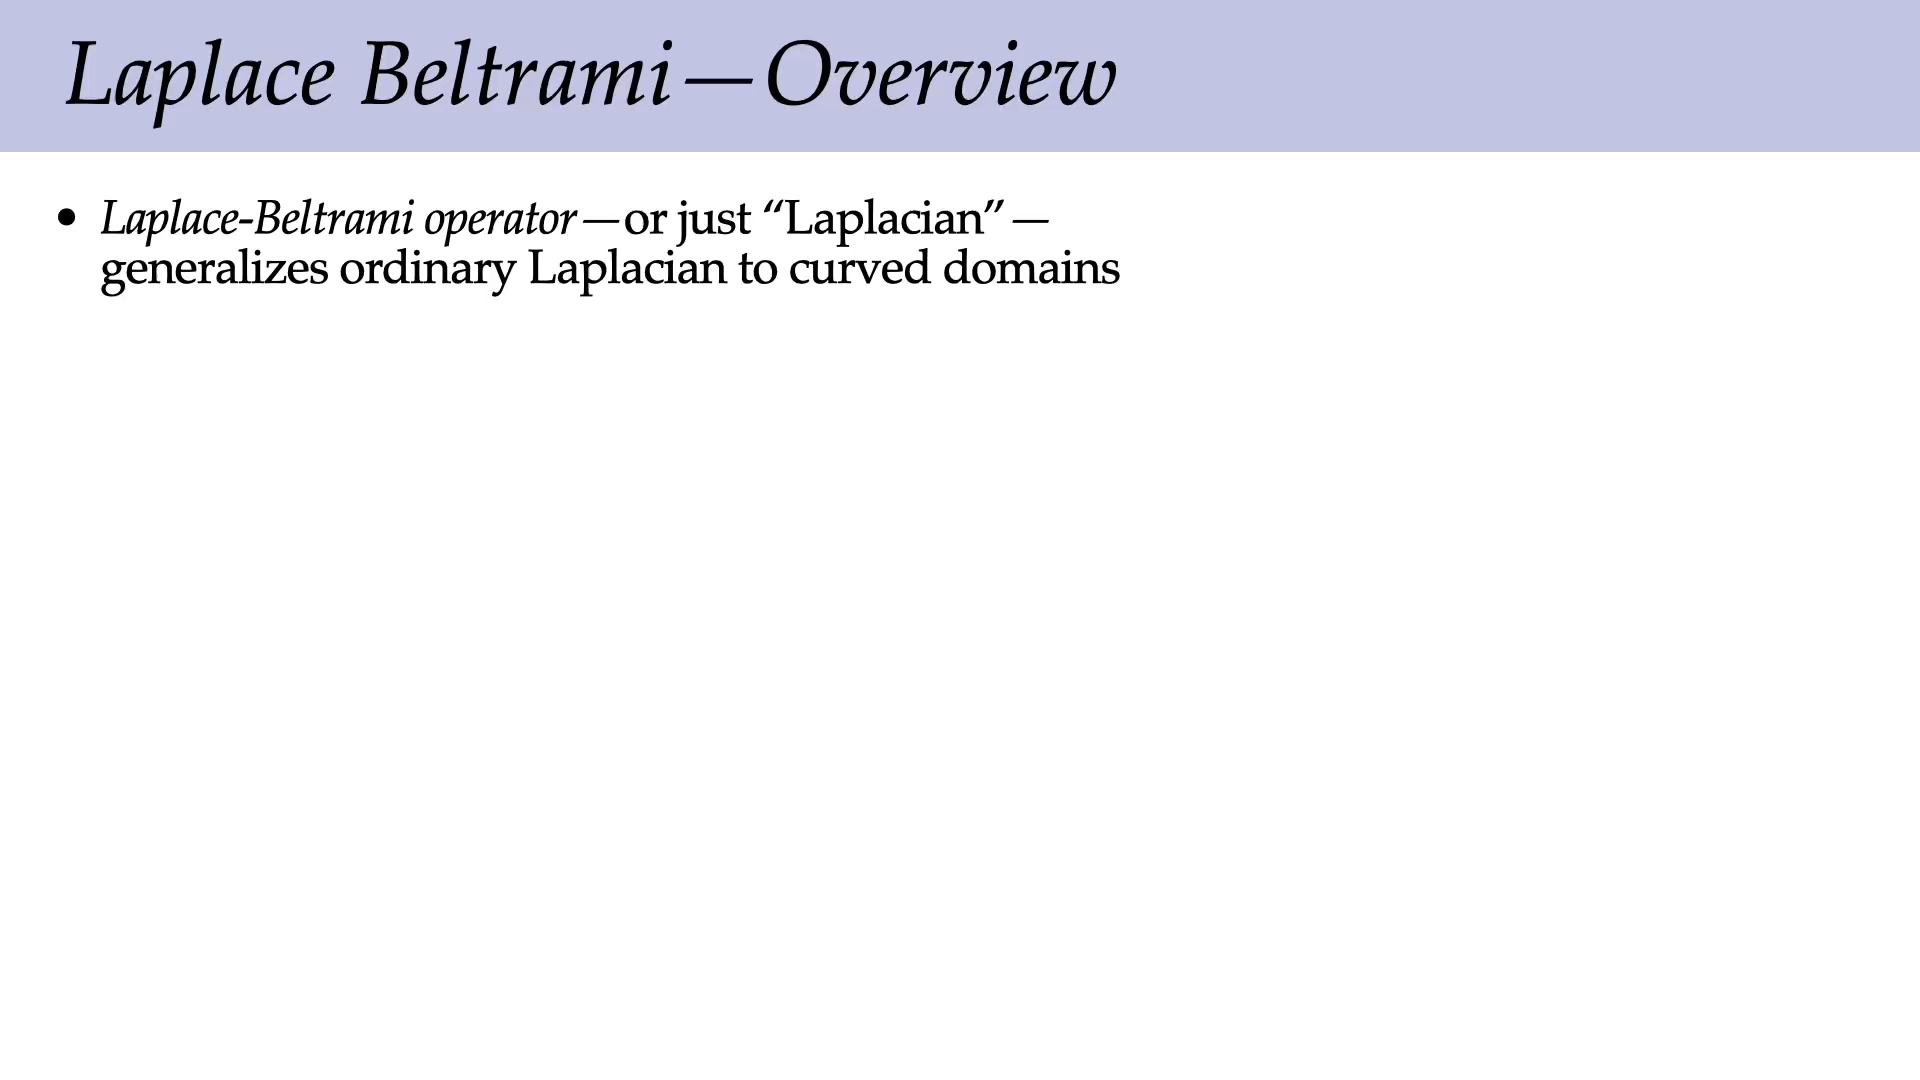 Laplace Beltrami—Overview
• Laplace-Beltrami operator—or just “Laplacian”—
generalizes ordinary Laplacian to curved domains